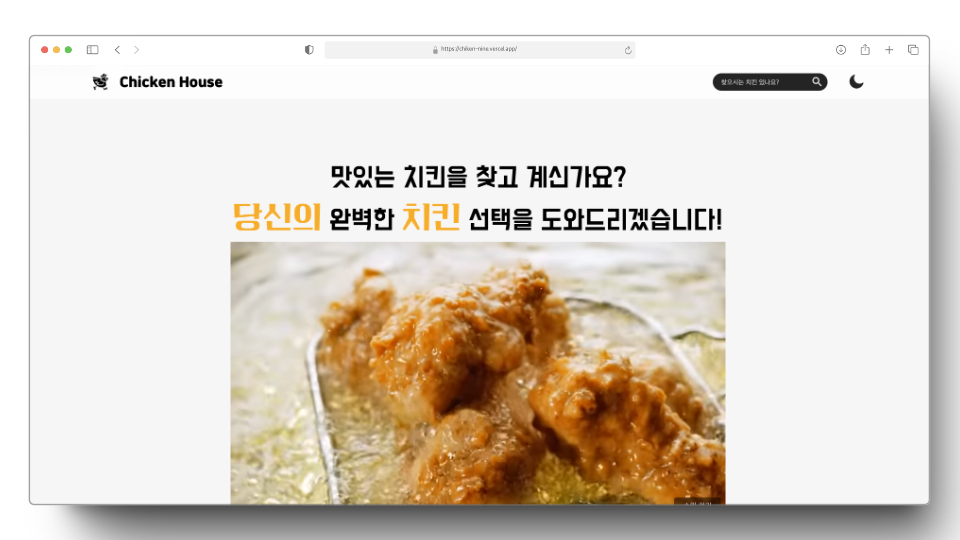 https://chiken-nine.vercel.app/
Chicken House
찾으시는 치킨 있나요?
맛있는 치킨을 찾고 계신가요?
당신의 완벽한 치킨 선택을 도와드리겠습니다!